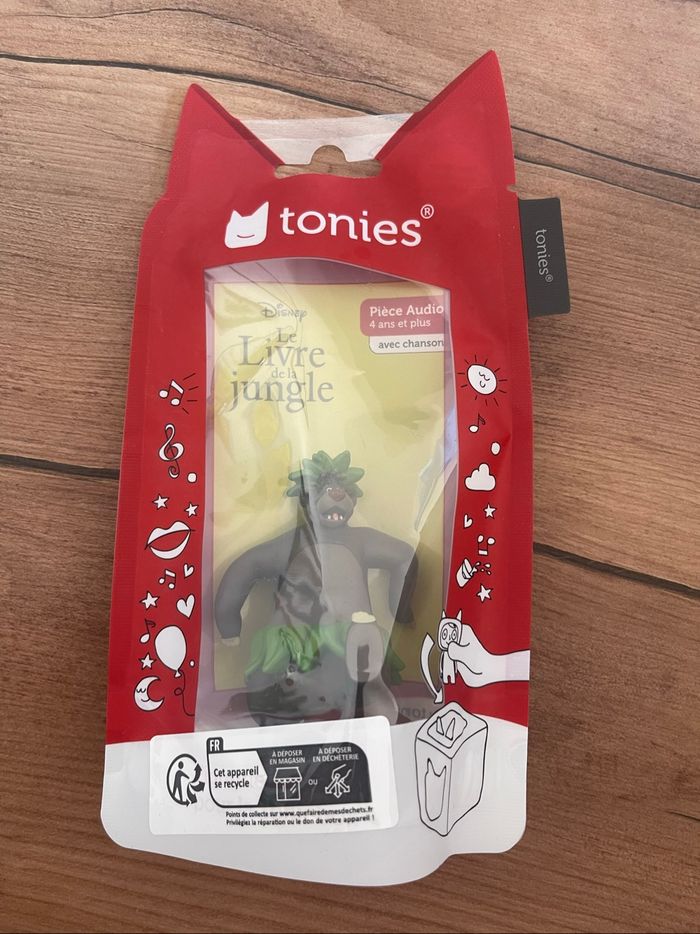 tonies®
tonies®
Disney
Le
Livre
de la
jungle
Pièce Audio
4 ans et plus
avec chanson
FR
Cet appareil
se recycle
À DÉPOSER
EN MAGASIN
OU
À DÉPOSER
EN DÉCHÈTERIE
Points de collecte sur www.quefairedemesdechets.fr
Privilégiez la réparation ou le don de votre appareil !